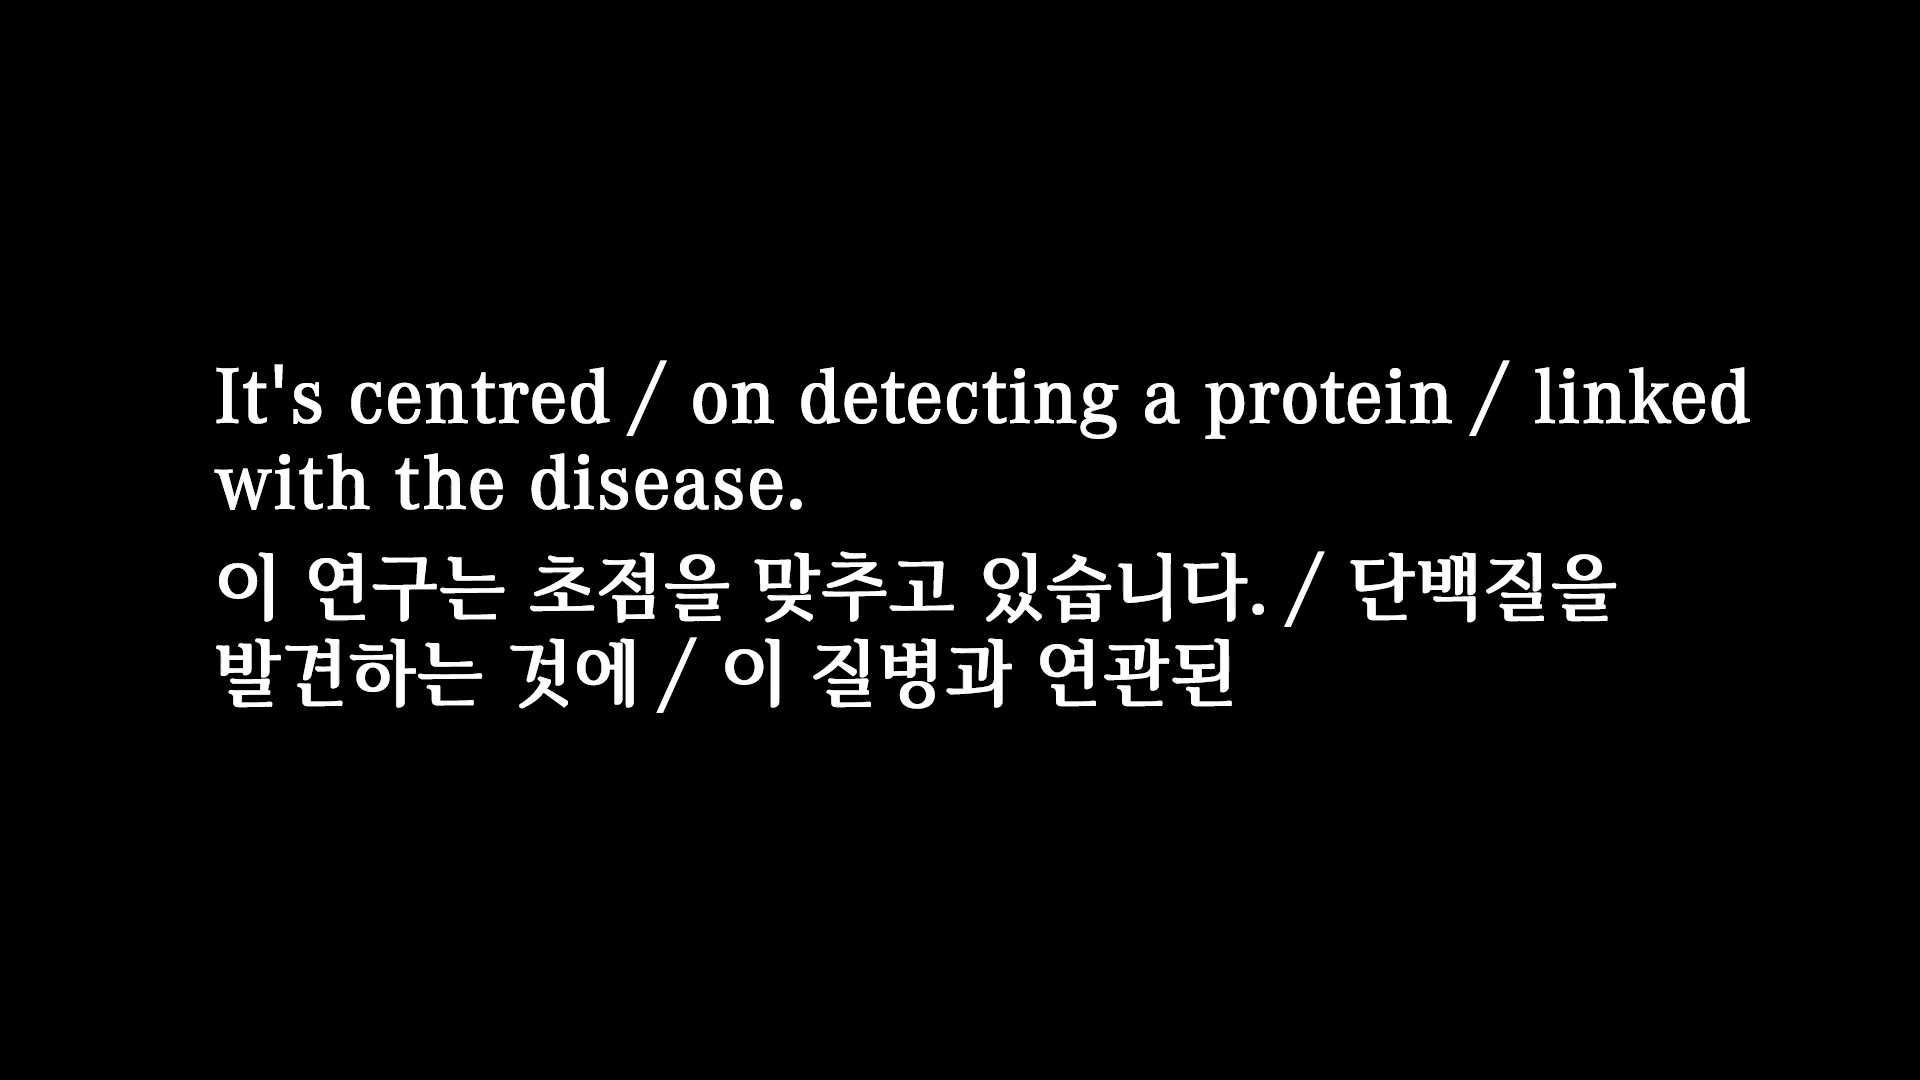 It's centred / on detecting a protein / linked
with the disease.
이 연구는 초점을 맞추고 있습니다. / 단백질을
발견하는 것에 / 이 질병과 연관된